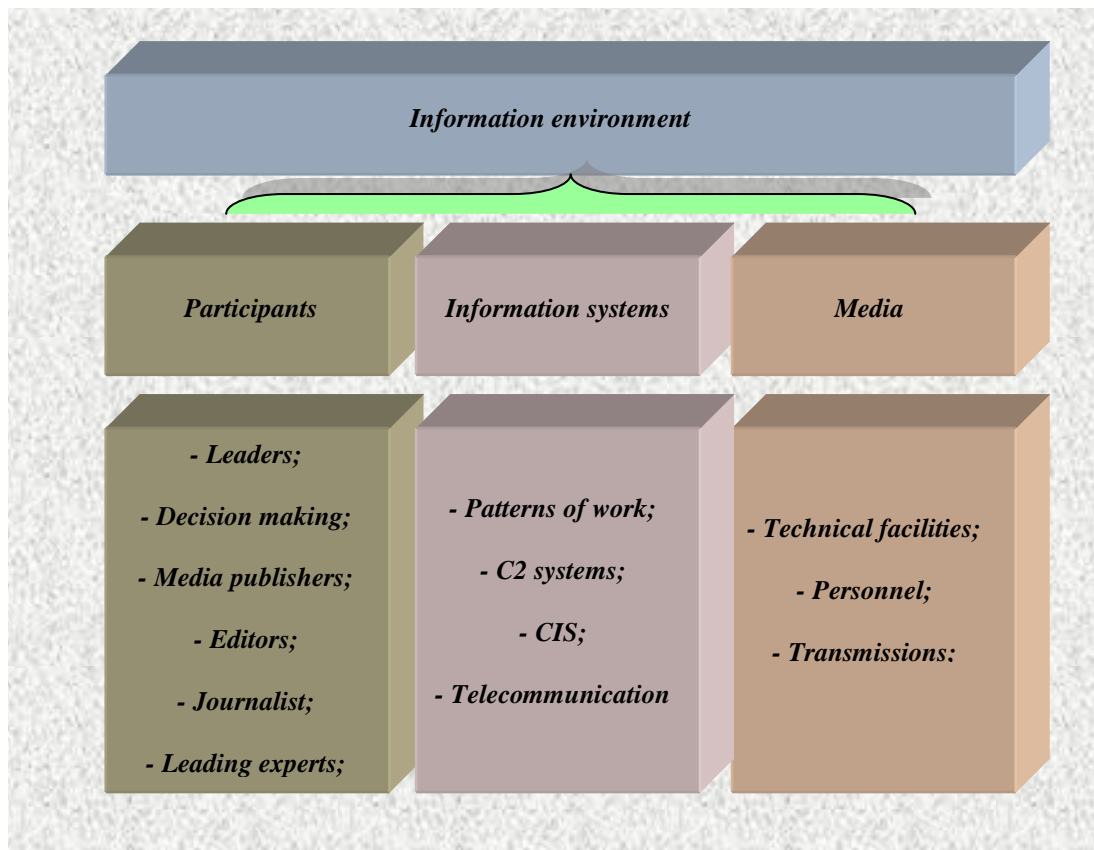 Information environment
Participants
Information systems
Media
- Leaders;
- Decision making;
- Media publishers;
- Editors;
- Journalist;
- Leading experts;
- Patterns of work;
- C2 systems;
- CIS;
- Telecommunication
- Technical facilities;
- Personnel;
- Transmissions;